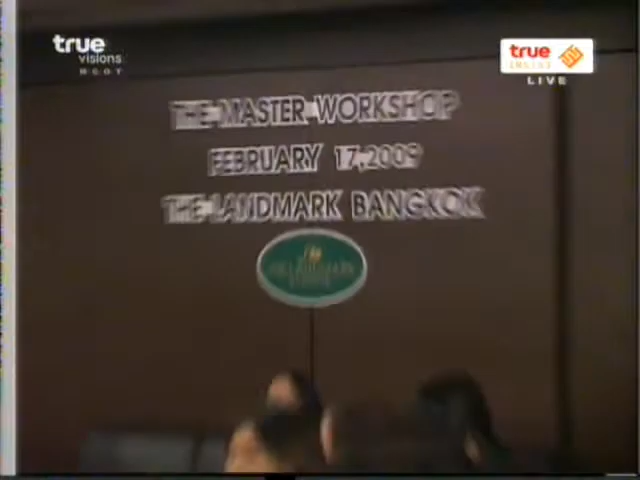 true
visions
true
LIVE
THE MASTER WORKSHOP
FEBRUARY 17,2009
THE LANDMARK BANGKOK